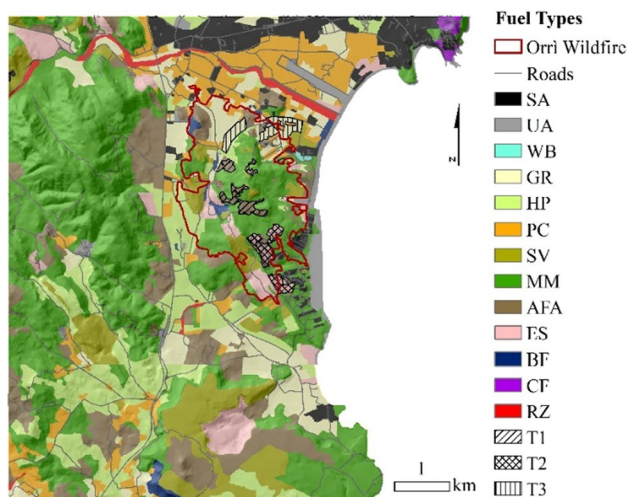 Fuel Types
Orrì Wildfire
Roads
SA
UA
WB
GR
HP
PC
SV
MM
AFA
ES
BF
CF
RZ
T1
T2
T3
N
1
km